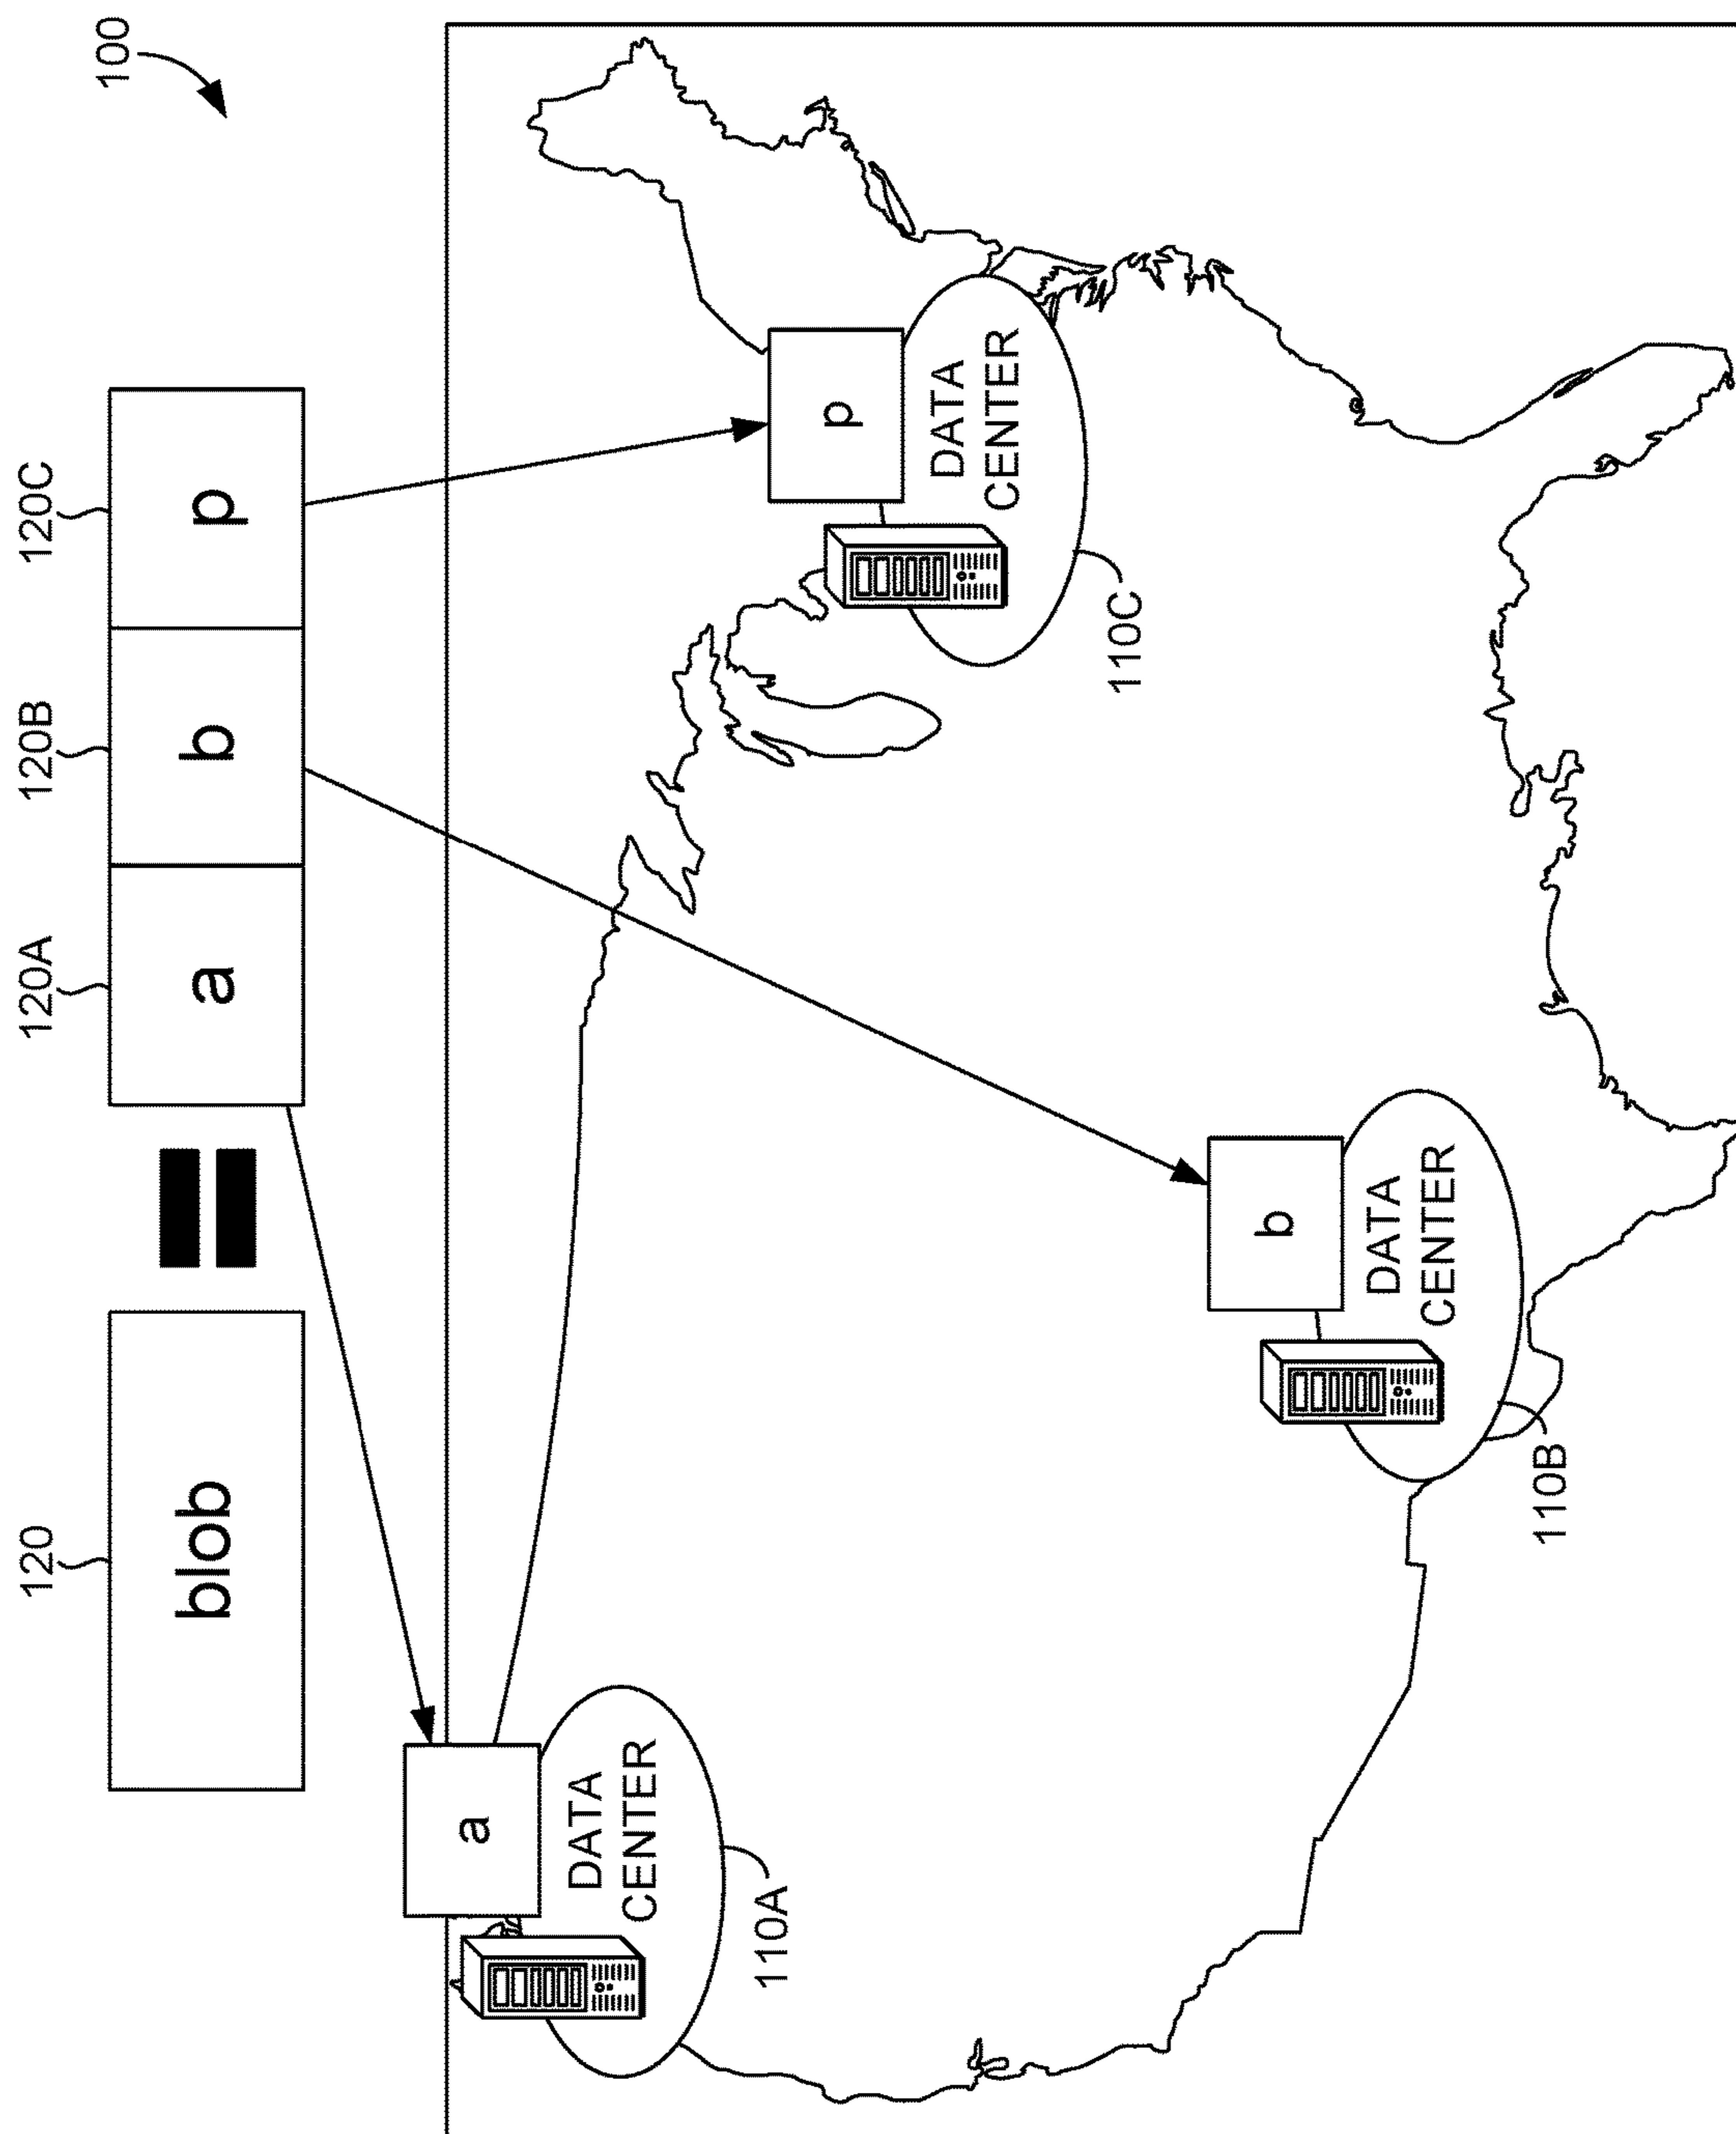 100
120
120A
120B
120C
blob
a
b
p
a
DATA
CENTER
110A
p
DATA
CENTER
110C
b
DATA
CENTER
110B